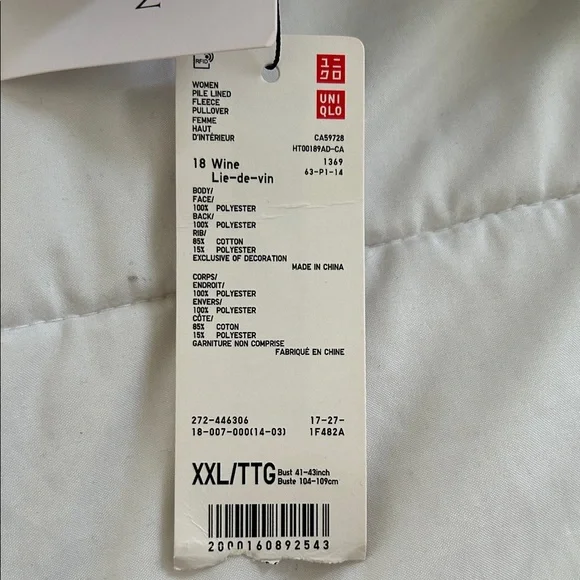 Z
RFID
ユニ
クロ
UNI
QLO
WOMEN
PILE LINED
FLEECE
PULLOVER
FEMME
HAUT
D'INTÉRIEUR
CA59728
HT00189AD-CA
18 Wine 1369
Lie-de-vin 63-P1-14
BODY/
FACE/
100% POLYESTER
BACK/
100% POLYESTER
RIB/
85% COTTON
15% POLYESTER
EXCLUSIVE OF DECORATION
MADE IN CHINA
CORPS/
ENDROIT/
100% POLYESTER
ENVERS/
100% POLYESTER
CÔTE/
85% COTON
15% POLYESTER
GARNITURE NON COMPRISE
FABRIQUÉ EN CHINE
272-446306 17-27-
18-007-000(14-03) 1F482A
XXL/TTG Bust 41-43inch
Buste 104-109cm
2000160892543